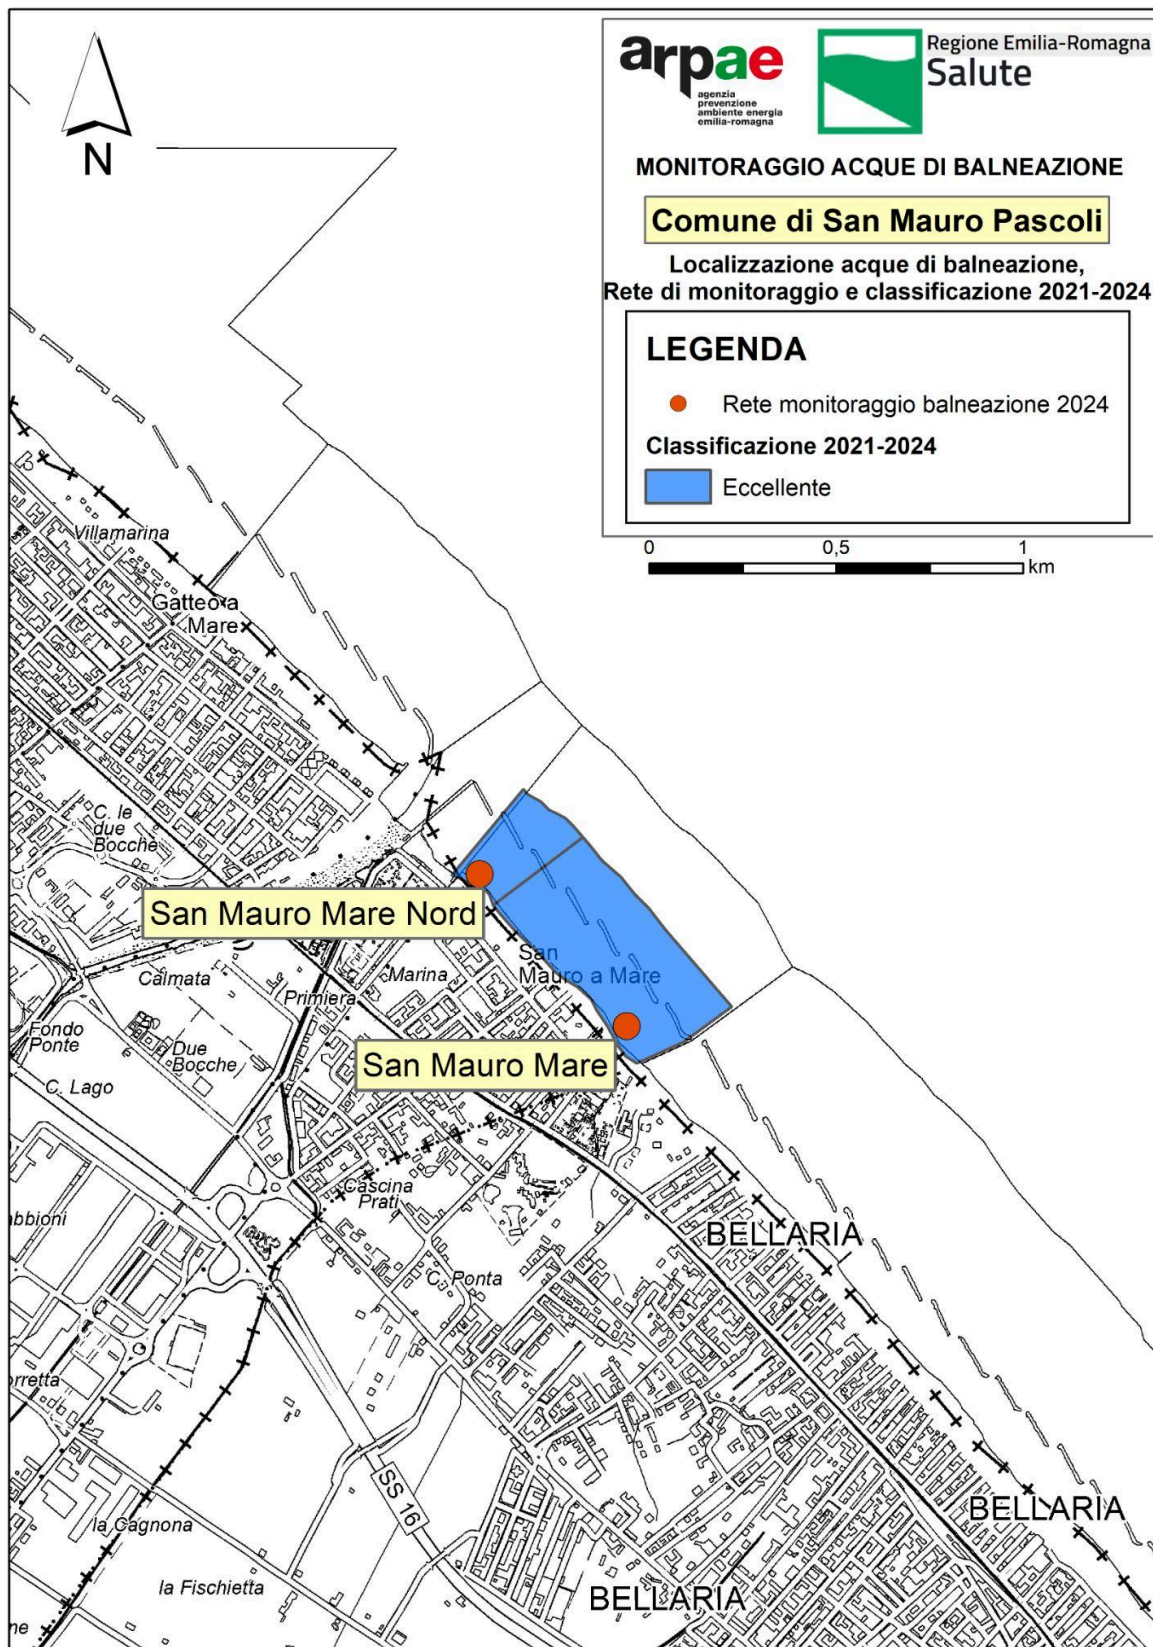 arpae
agenzia
prevenzione
ambiente energia
emilia-romagna
Regione Emilia-Romagna
Salute
MONITORAGGIO ACQUE DI BALNEAZIONE
Comune di San Mauro Pascoli
Localizzazione acque di balneazione,
Rete di monitoraggio e classificazione 2021-2024
LEGENDA
Rete monitoraggio balneazione 2024
Classificazione 2021-2024
Eccellente
0 0,5 1
km
N
Villamarina
Gatteo a
Mare
C. le
due
Bocche
San Mauro Mare Nord
San
Mauro a Mare
Marina
Calmata
Primiera
Fondo
Ponte
Due
Bocche
San Mauro Mare
C. Lago
Cascina
Prati
abbioni
BELLARIA
C. Ponta
orretta
SS 16
BELLARIA
la Cagnona
la Fischietta
BELLARIA
ne